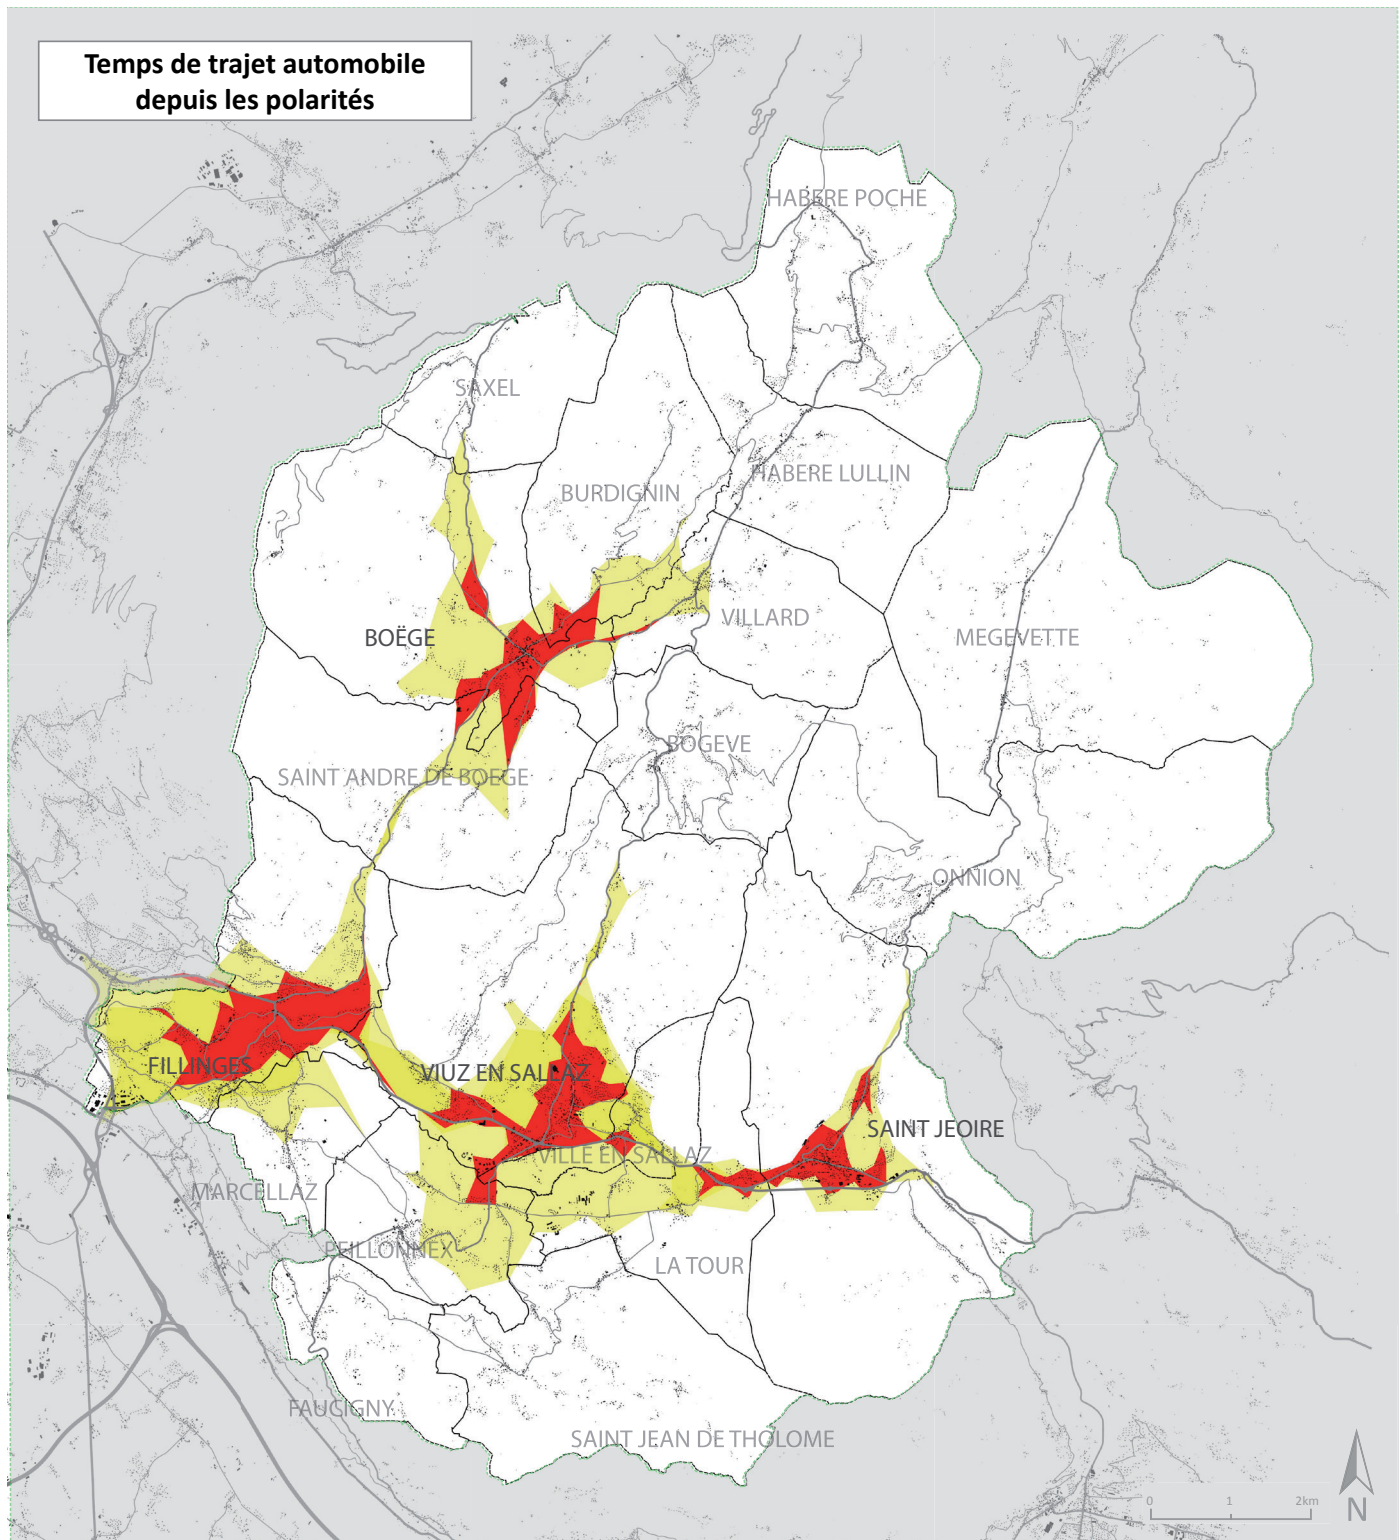 Temps de trajet automobile
depuis les polarités
HABERE POCHE
SAXEL
HABERE LULLIN
BURDIGNIN
VILLARD
BOËGE
MEGEVETTE
BOGEVE
SAINT ANDRE DE BOEGE
ONNION
FILLINGES
VIUZ EN SALLAZ
SAINT JEOIRE
VILLE EN SALLAZ
MARCELLAZ
PEILLONNEX
LA TOUR
FAUCIGNY
SAINT JEAN DE THOLOME
0 1 2km
N